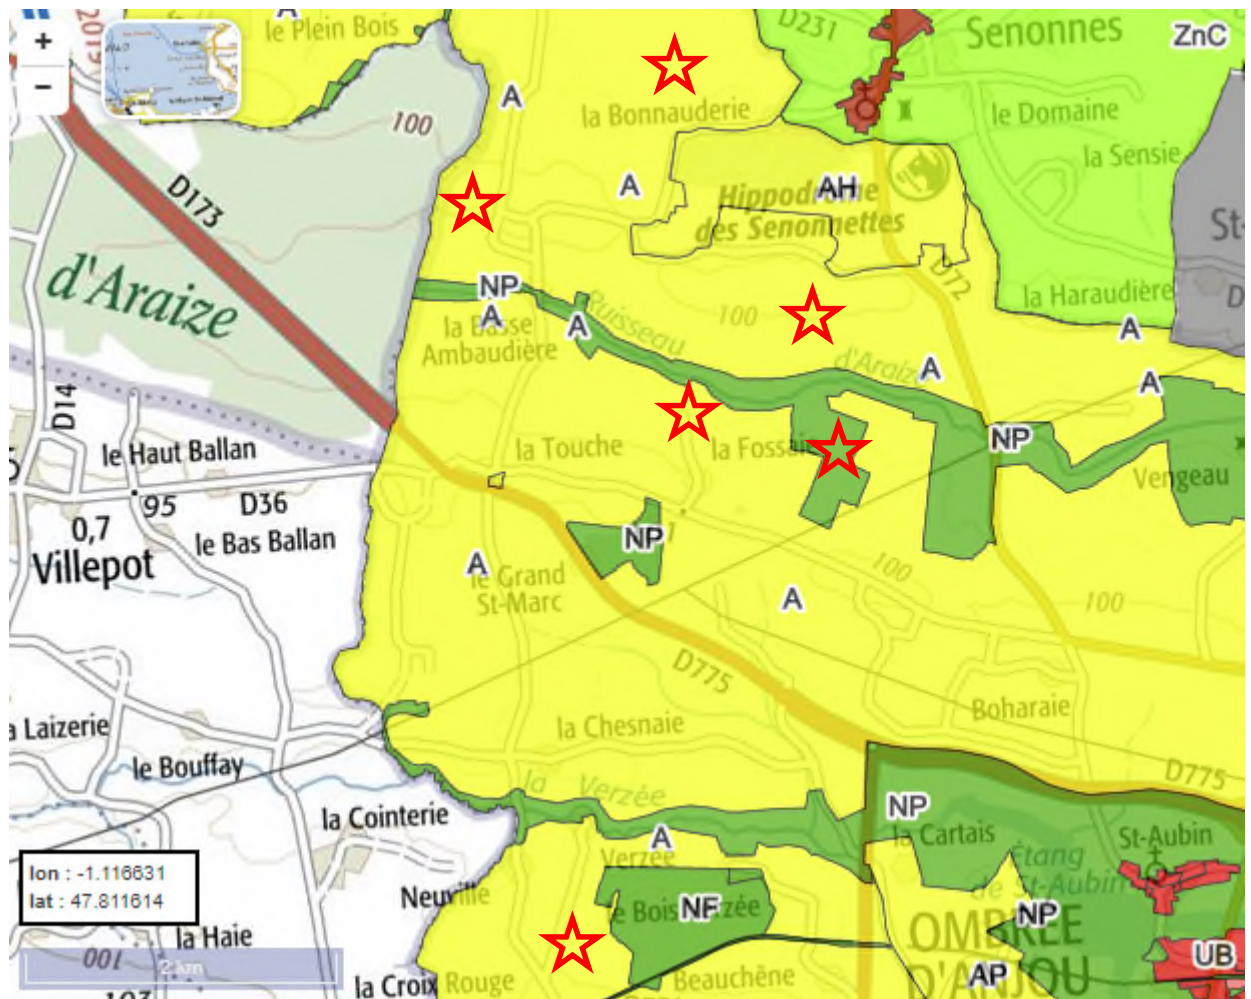 A
le Plein Bois
2019
+
−
D231
Senonnes
ZnC
A
la Bonnauderie
le Domaine
100
la Sensie
D173
A
AH
Hippodrome
des Senonnettes
St-
d'Araize
NP
A
la Basse
Ambaudière
A
Ruisseau
100
d'Araize
D72
la Haraudière
D
A
A
A
D14
le Haut Ballan
la Touche
la Fossaie
NP
5
95
D36
Vengeau
0,7
le Bas Ballan
Villepot
NP
A
le Grand
St-Marc
100
A
100
D775
la Chesnaie
Boharaie
a Laizerie
le Bouffay
D775
la Verzée
la Cointerie
NP
la Cartais
St-Aubin
A
Verzée
Étang
de St-Aubin
lon : -1.116631
lat : 47.811614
Neuville
NF
NP
OMBRÉE
D'ANJOU
la Haie
UB
001
2 km
la Croix Rouge
Beauchêne
AP
103